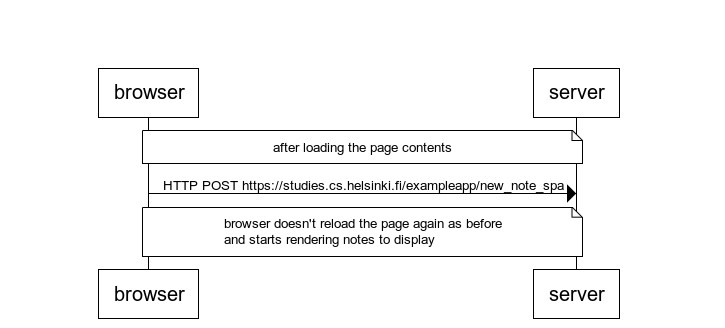 browser server
after loading the page contents
HTTP POST https://studies.cs.helsinki.fi/exampleapp/new_note_spa
browser doesn't reload the page again as before
and starts rendering notes to display
browser server